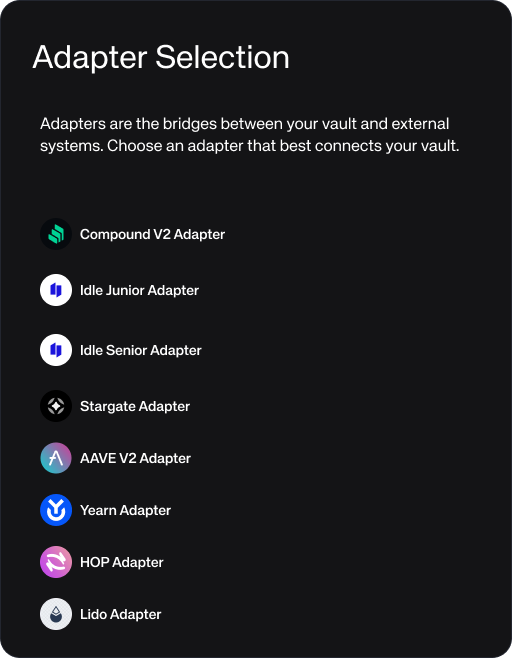 Adapter Selection
Adapters are the bridges between your vault and external
systems. Choose an adapter that best connects your vault.
Compound V2 Adapter
Idle Junior Adapter
Idle Senior Adapter
Stargate Adapter
AAVE V2 Adapter
Yearn Adapter
HOP Adapter
Lido Adapter